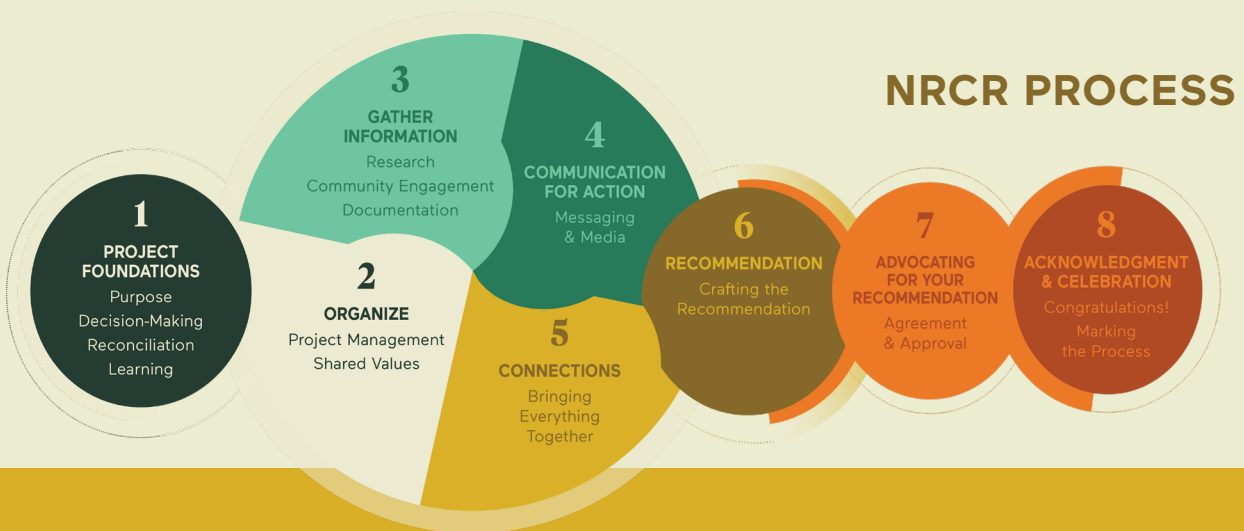 NRCR PROCESS
1
PROJECT
FOUNDATIONS
Purpose
Decision-Making
Reconciliation
Learning
2
ORGANIZE
Project Management
Shared Values
3
GATHER
INFORMATION
Research
Community Engagement
Documentation
4
COMMUNICATION
FOR ACTION
Messaging
& Media
5
CONNECTIONS
Bringing
Everything
Together
6
RECOMMENDATION
Crafting the
Recommendation
7
ADVOCATING
FOR YOUR
RECOMMENDATION
Agreement
& Approval
8
ACKNOWLEDGMENT
& CELEBRATION
Congratulations!
Marking
the Process